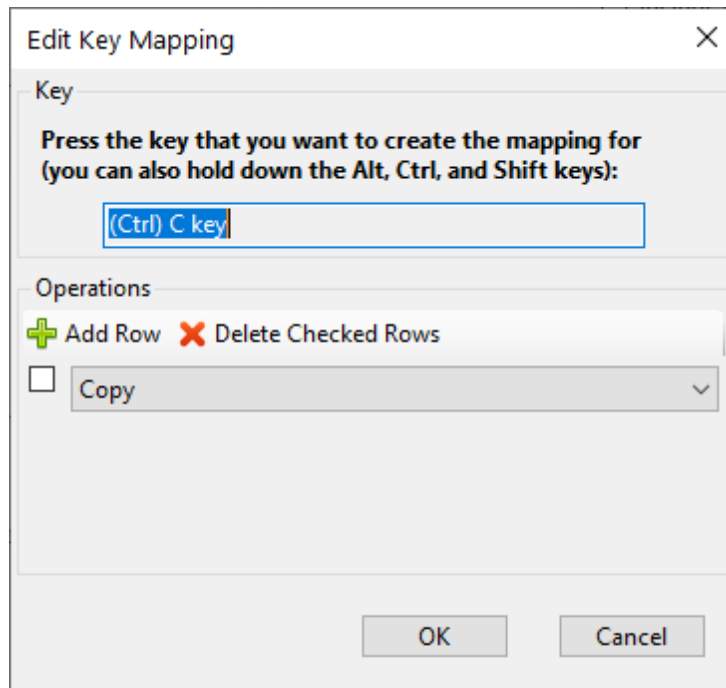 Edit Key Mapping
Key
Press the key that you want to create the mapping for
(you can also hold down the Alt, Ctrl, and Shift keys):
(Ctrl) C key
Operations
Add Row Delete Checked Rows
Copy
OK Cancel